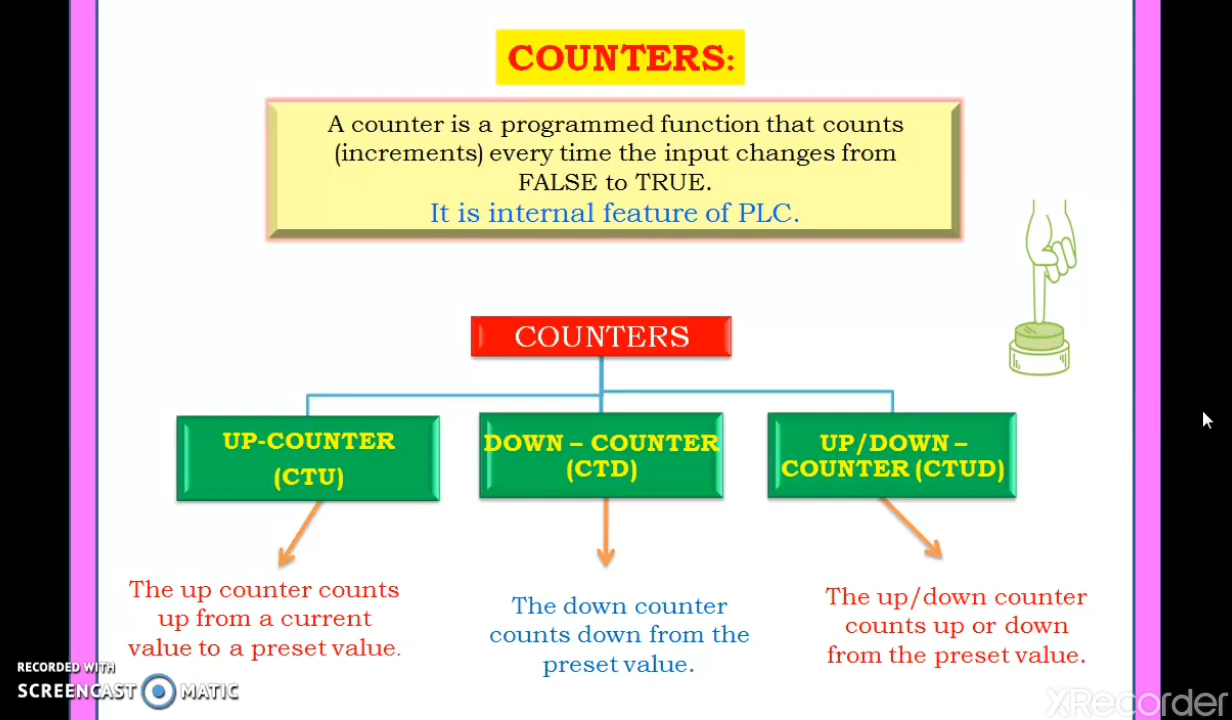 COUNTERS:
A counter is a programmed function that counts
(increments) every time the input changes from
FALSE to TRUE.
It is internal feature of PLC.
COUNTERS
UP-COUNTER
(CTU)
DOWN – COUNTER
(CTD)
UP/DOWN –
COUNTER (CTUD)
The up counter counts
up from a current
value to a preset value.
The down counter
counts down from the
preset value.
The up/down counter
counts up or down
from the preset value.
RECORDED WITH
SCREENCAST MATIC
XRecorder